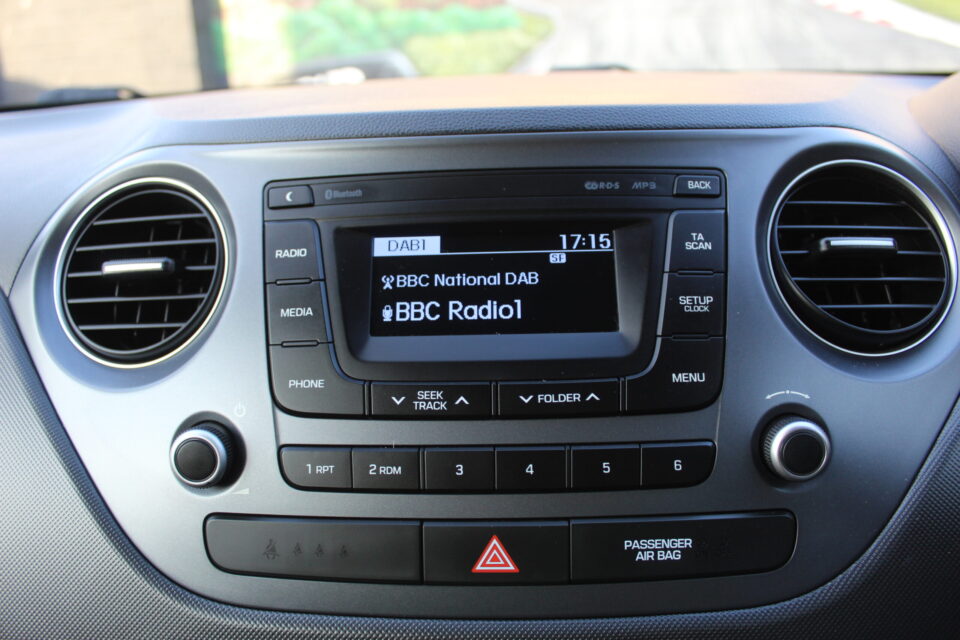 Bluetooth
R·D·S MP3 BACK
RADIO
DAB1 17:15
TA
SCAN
SF
BBC National DAB
MEDIA
BBC Radio1
SETUP
CLOCK
PHONE
SEEK
TRACK
FOLDER
MENU
1 RPT
2 RDM
3
4
5
6
PASSENGER
AIR BAG